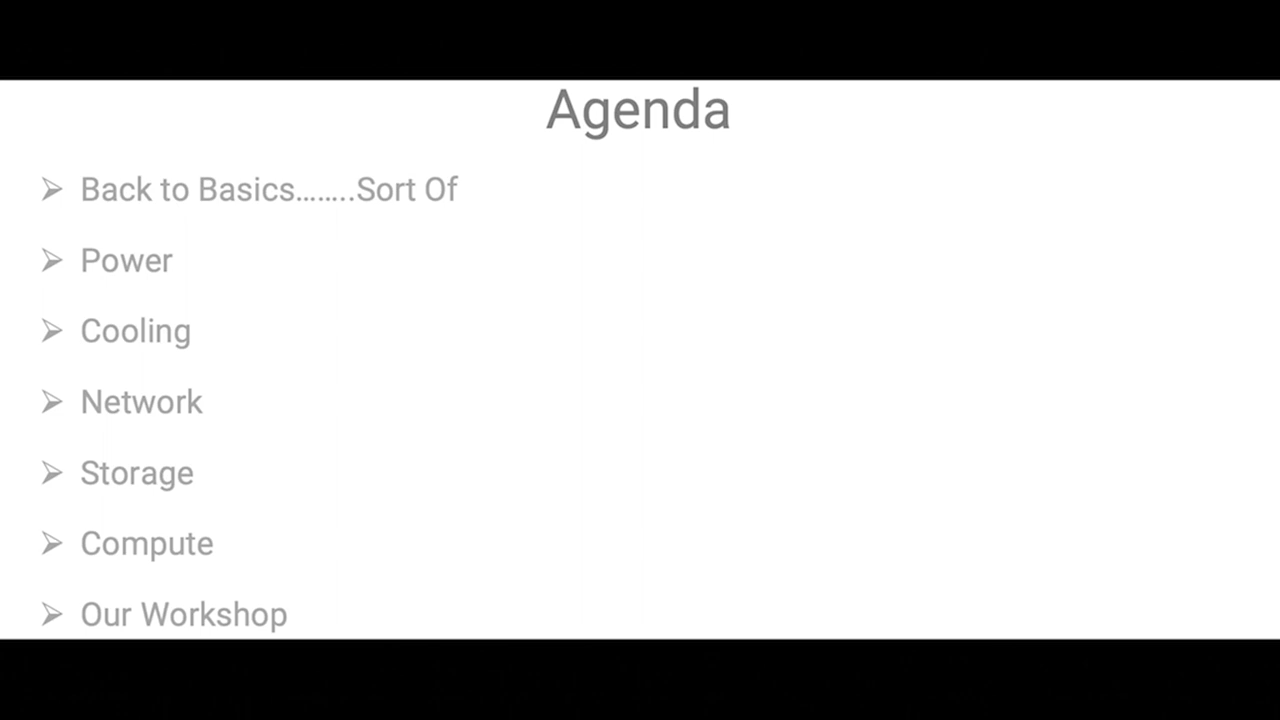 Agenda
➢ Back to Basics……..Sort Of
➢ Power
➢ Cooling
➢ Network
➢ Storage
➢ Compute
➢ Our Workshop